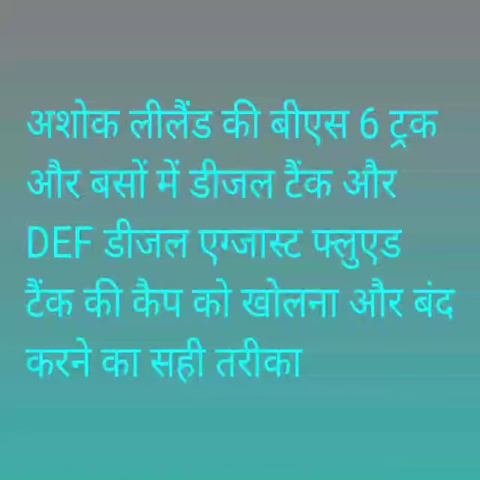 अशोक लीलैंड की बीएस 6 ट्रक
और बसों में डीजल टैंक और
DEF डीजल एग्जास्ट फ्लुएड
टैंक की कैप को खोलना और बंद
करने का सही तरीका